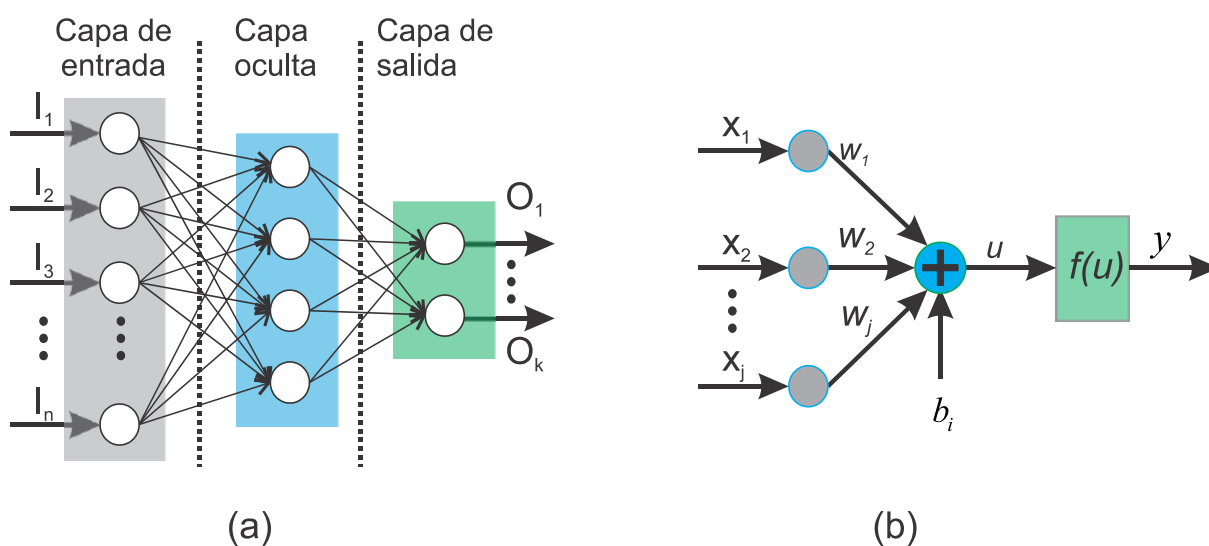 Capa de entrada
Capa oculta
Capa de salida
I1
I2
I3
In
O1
Ok
(a)
x1
x2
xj
w1
w2
wj
bi
u
f(u)
y
(b)